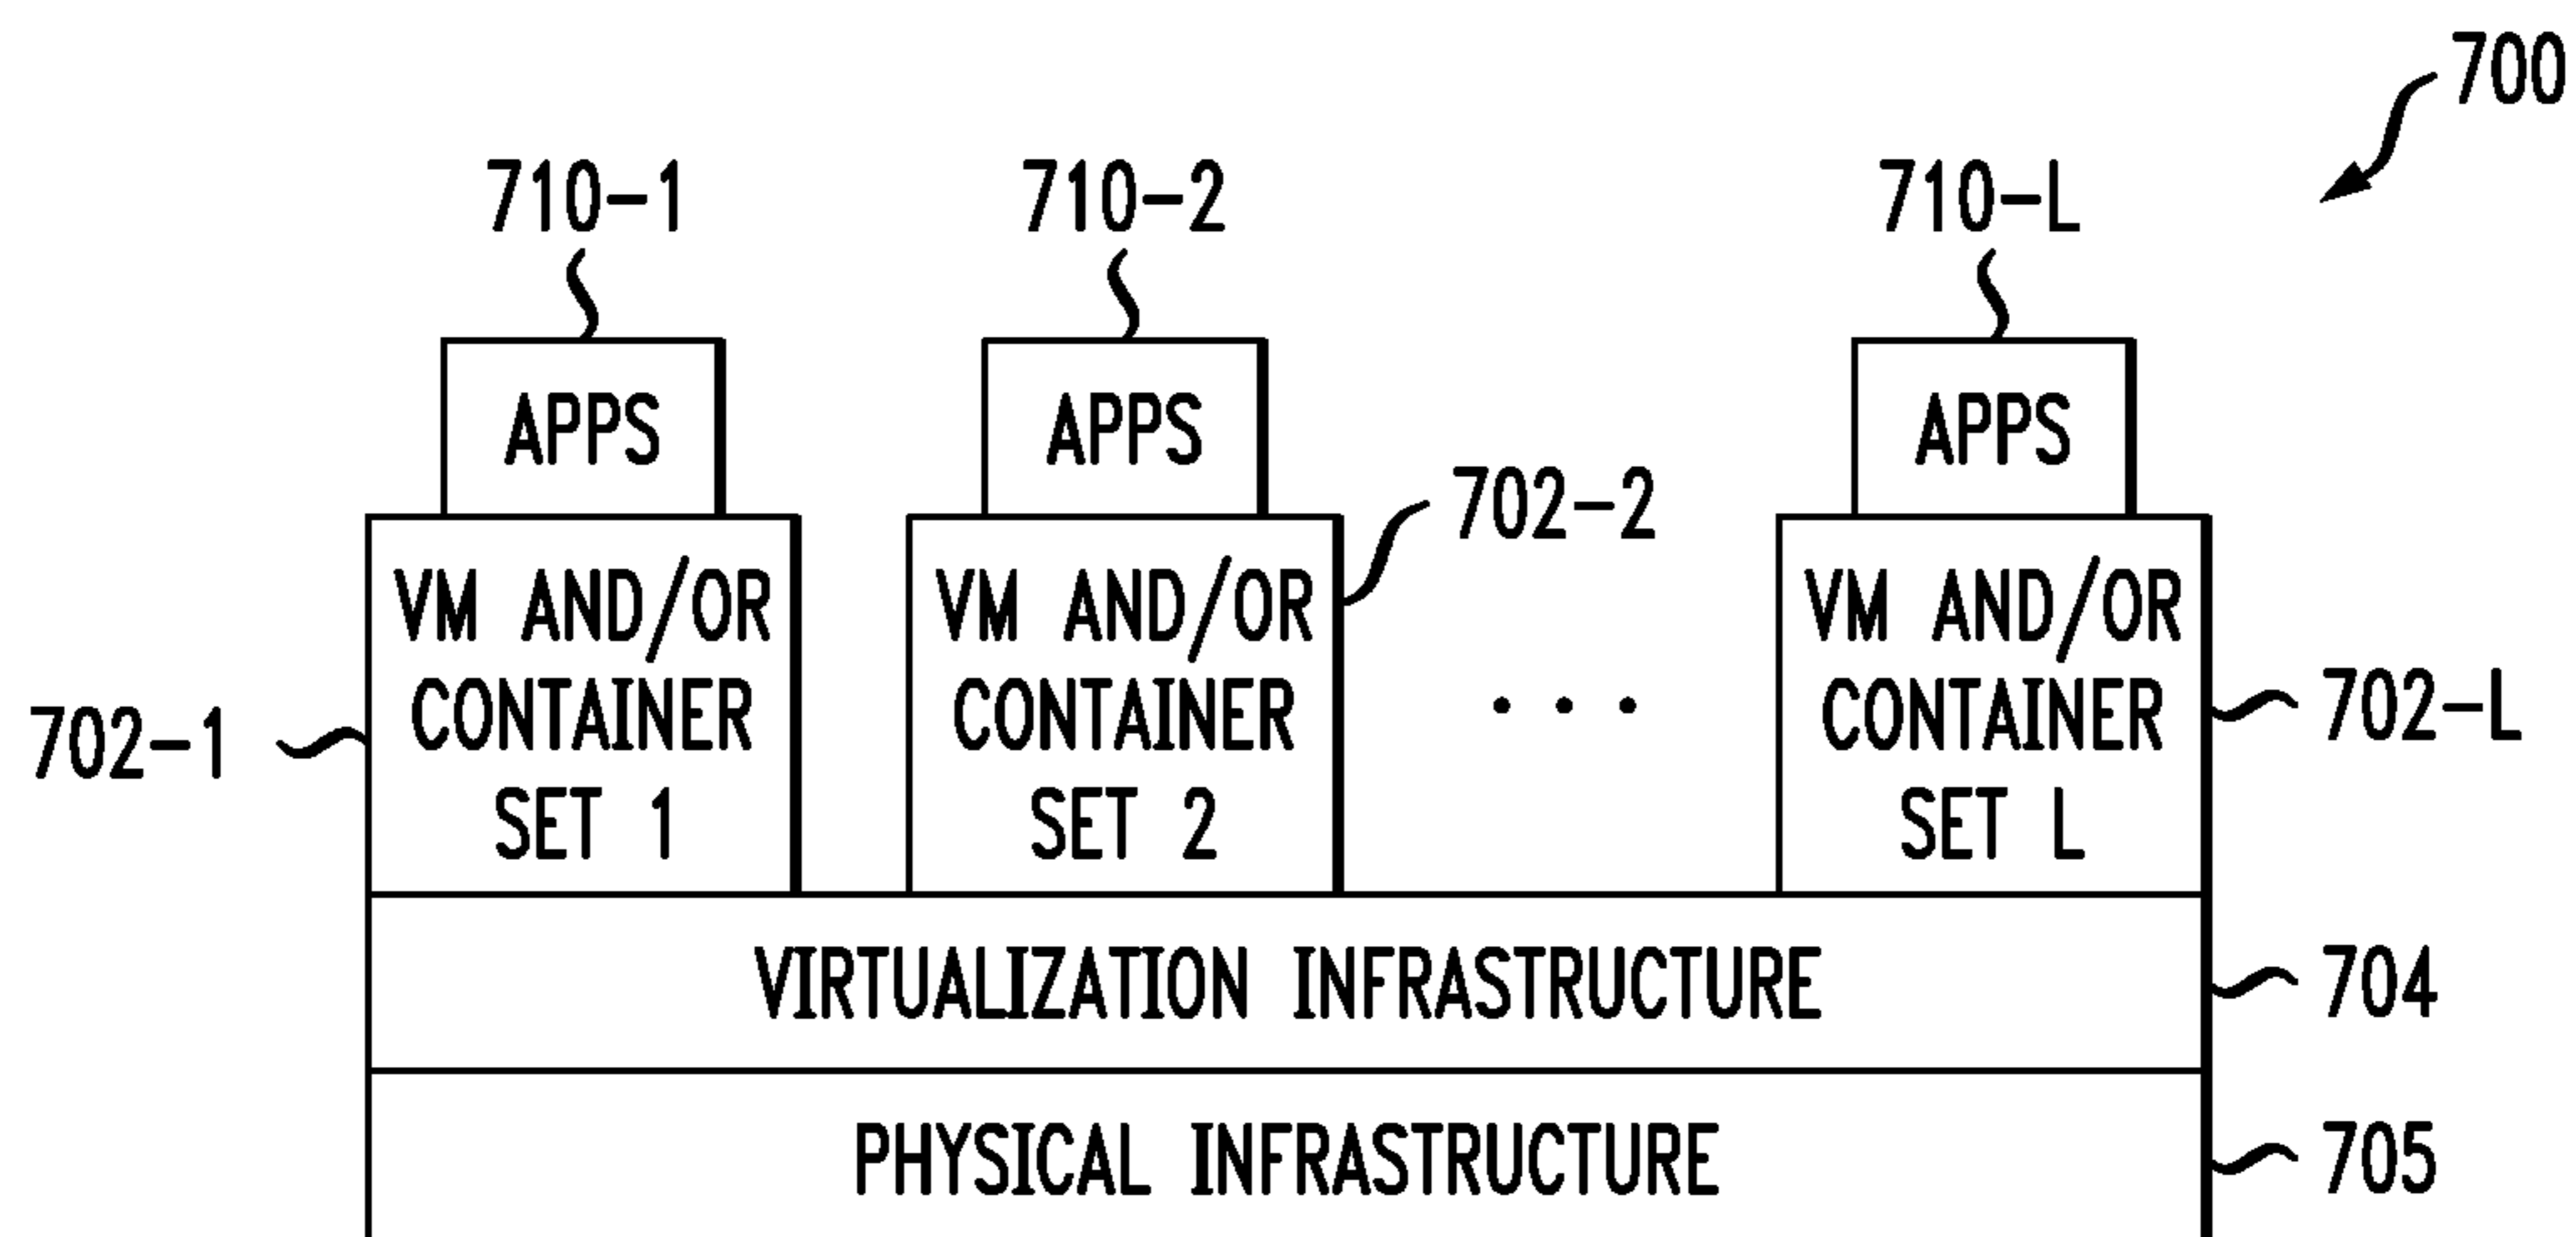 700
710-1
710-2
710-L
APPS
APPS
APPS
702-2
VM AND/OR
CONTAINER
SET 1
VM AND/OR
CONTAINER
SET 2
. . .
VM AND/OR
CONTAINER
SET L
702-1
702-L
VIRTUALIZATION INFRASTRUCTURE
704
PHYSICAL INFRASTRUCTURE
705